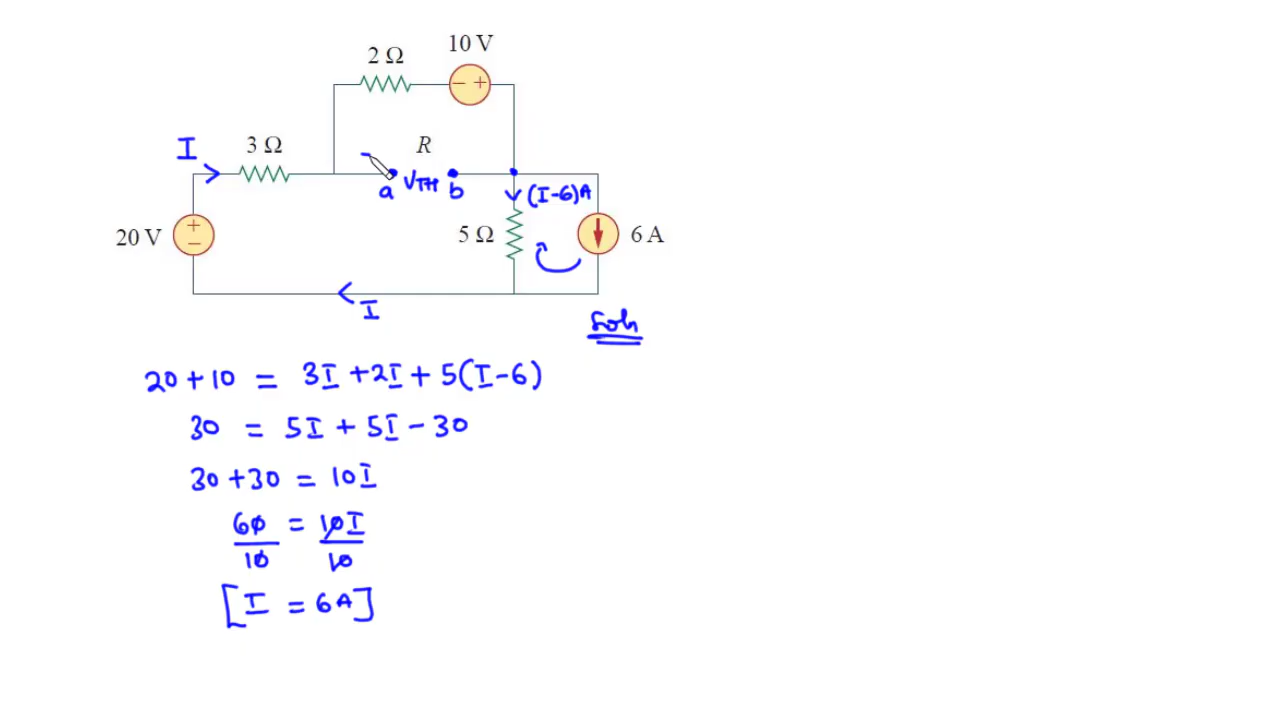 10 V
2 Ω
I
3 Ω
R
a VTH b
(I-6)A
20 V
+
−
− +
5 Ω
6 A
I
Soln
20 + 10 = 3I + 2I + 5(I-6)
30 = 5I + 5I - 30
30 + 30 = 10I
60/10 = 10I/10
[I = 6A]